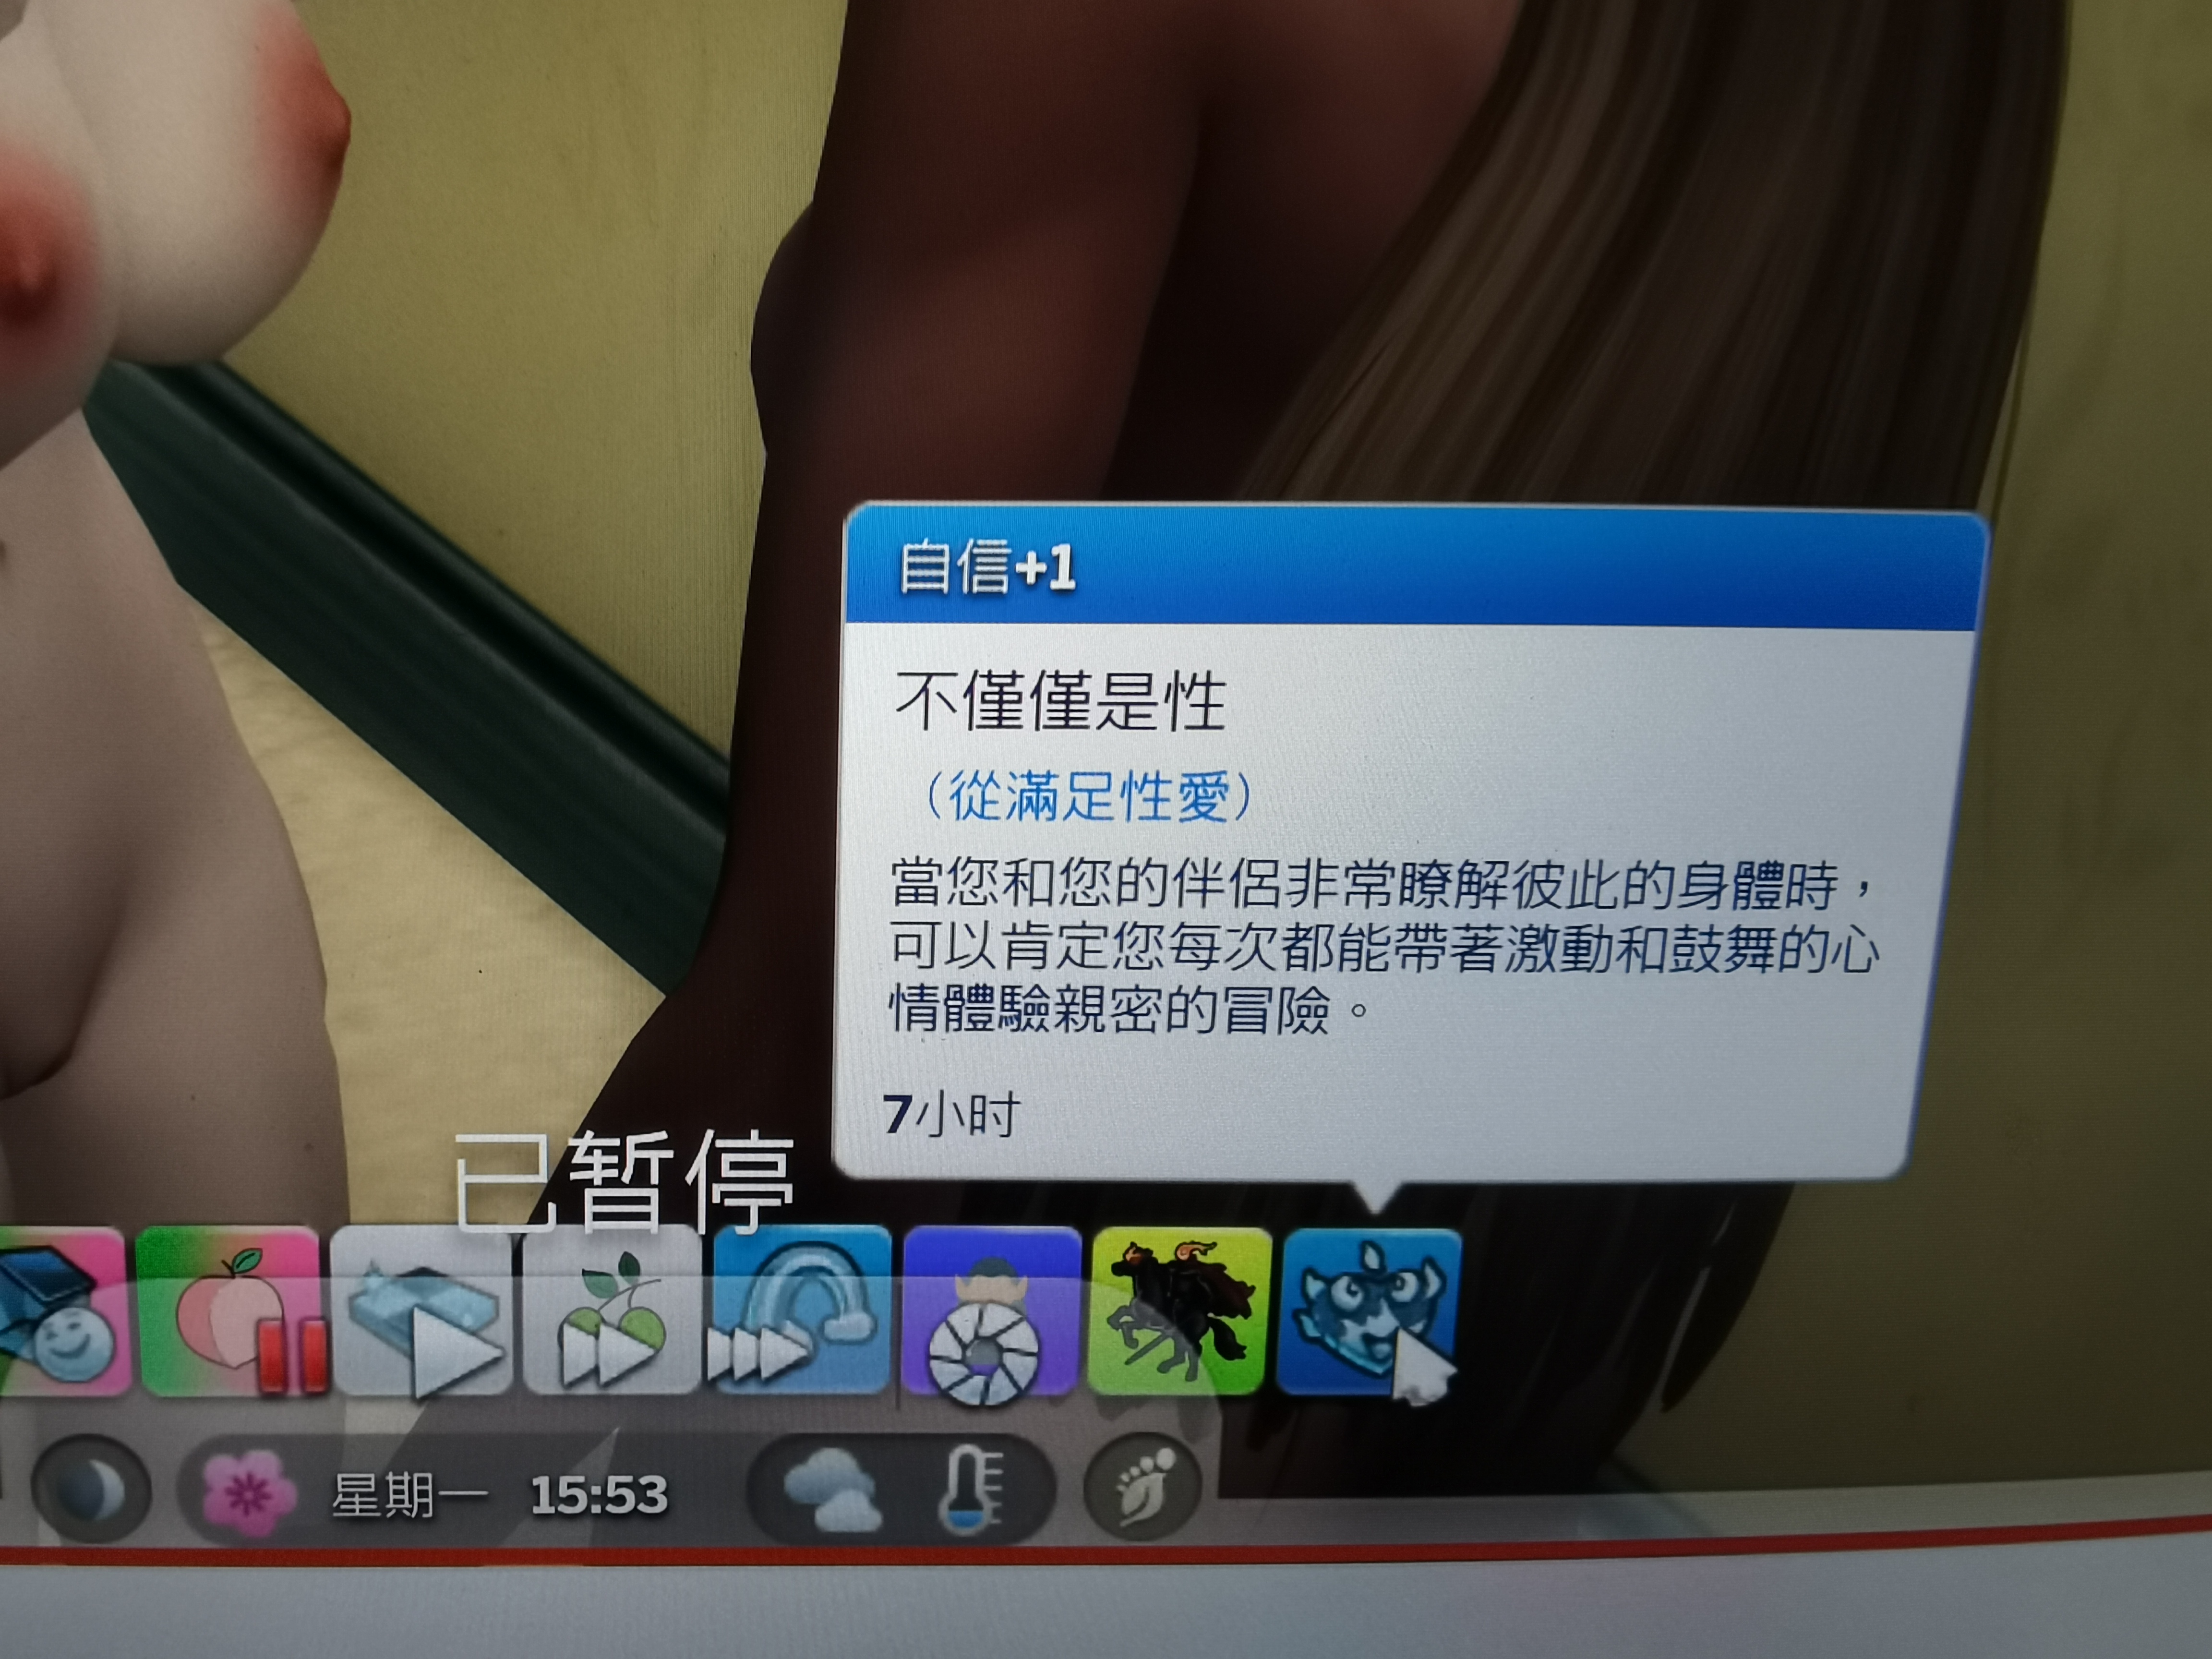 自信+1
不僅僅是性
（從滿足性愛）
當您和您的伴侶非常瞭解彼此的身體時，
可以肯定您每次都能帶著激動和鼓舞的心
情體驗親密的冒險。
7小时
已暂停
星期一 15:53